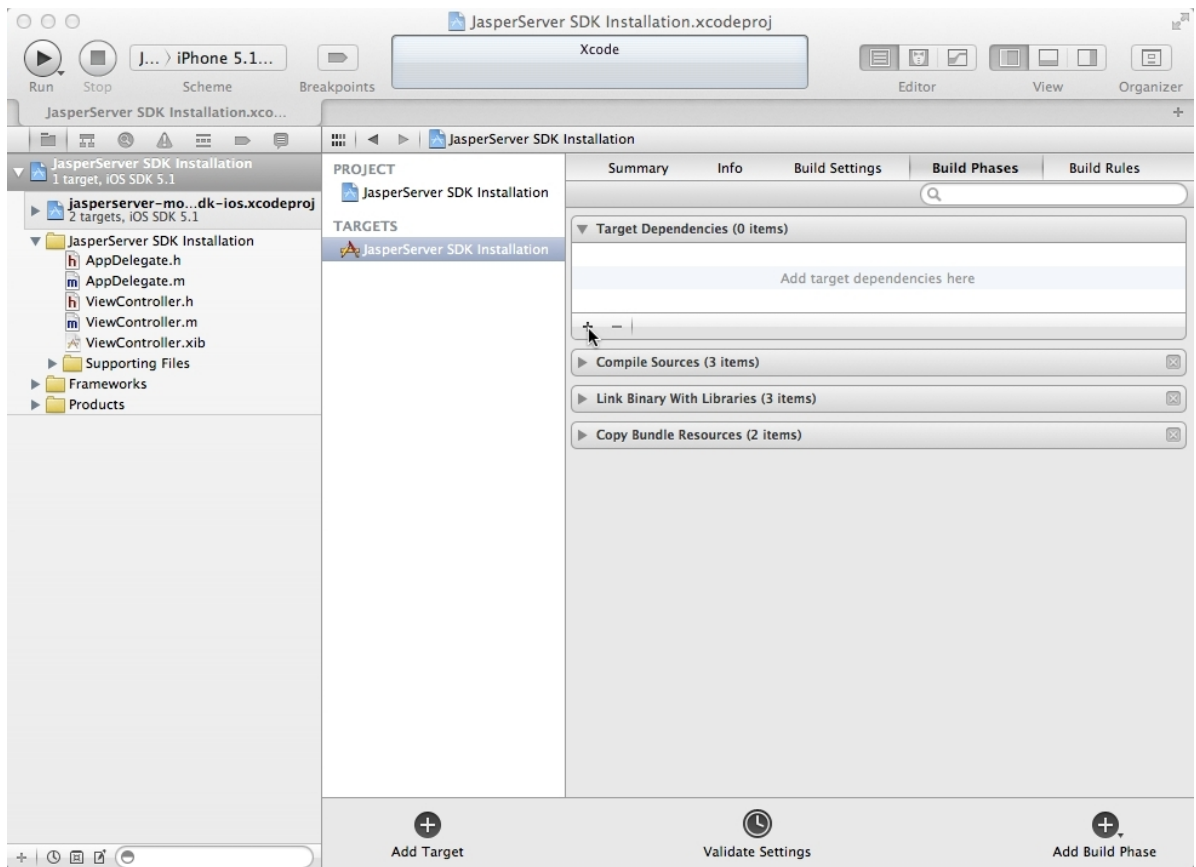 JasperServer SDK Installation.xcodeproj
J... › iPhone 5.1...
Xcode
Run
Stop
Scheme
Breakpoints
Editor
View
Organizer
JasperServer SDK Installation.xco...
JasperServer SDK Installation
1 target, iOS SDK 5.1
jasperserver-mo...dk-ios.xcodeproj
2 targets, iOS SDK 5.1
JasperServer SDK Installation
h AppDelegate.h
m AppDelegate.m
h ViewController.h
m ViewController.m
ViewController.xib
Supporting Files
Frameworks
Products
JasperServer SDK Installation
PROJECT
JasperServer SDK Installation
TARGETS
JasperServer SDK Installation
Summary
Info
Build Settings
Build Phases
Build Rules
Target Dependencies (0 items)
Add target dependencies here
Compile Sources (3 items)
Link Binary With Libraries (3 items)
Copy Bundle Resources (2 items)
Add Target
Validate Settings
Add Build Phase